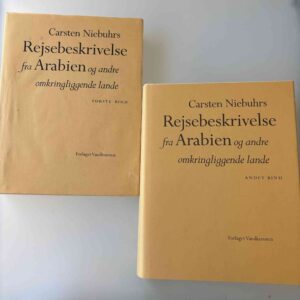 Carsten Niebuhrs
Rejsebeskrivelse
fra Arabien og andre
omkringliggende lande
FØRSTE BIND
Forlaget Vandkunsten
Carsten Niebuhrs
Rejsebeskrivelse
fra Arabien og andre
omkringliggende lande
ANDET BIND
Forlaget Vandkunsten